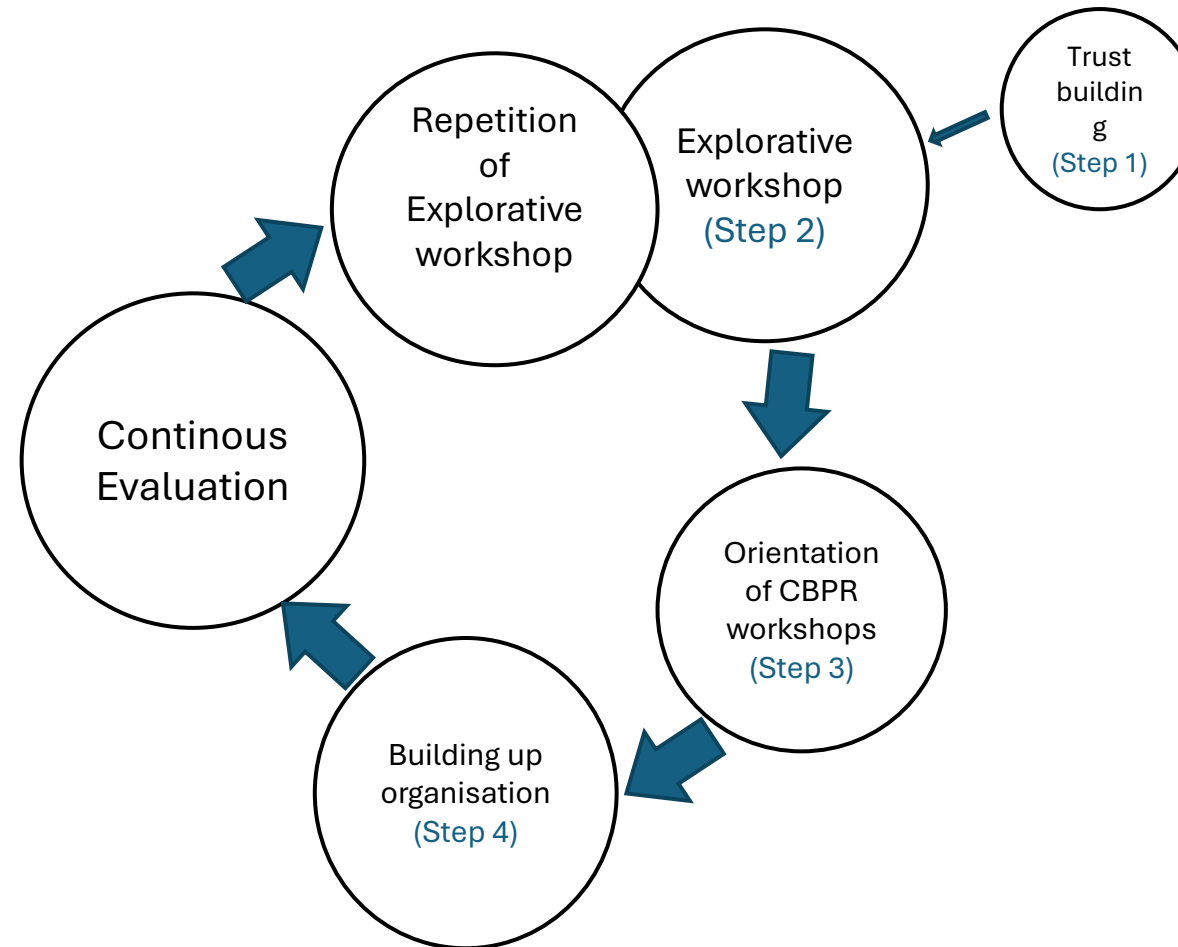 Trust
buildin
g
(Step 1)
Explorative
workshop
(Step 2)
Repetition
of
Explorative
workshop
Orientation
of CBPR
workshops
(Step 3)
Building up
organisation
(Step 4)
Continous
Evaluation